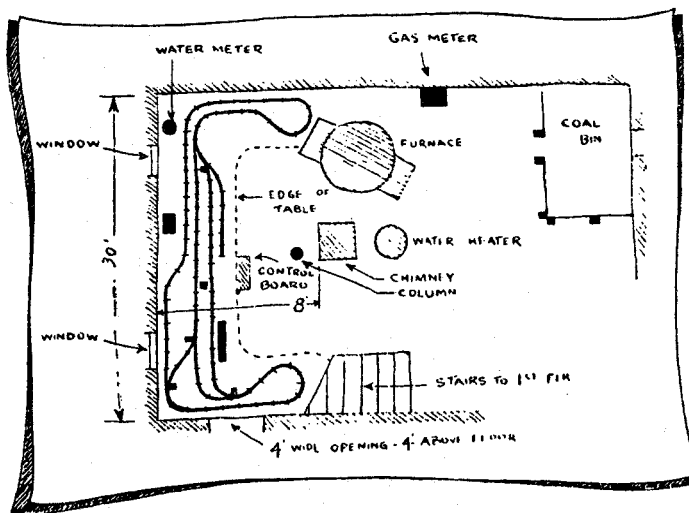 WATER METER
GAS METER
WINDOW
FURNACE
COAL
BIN
EDGE OF
TABLE
30'
WATER HEATER
CONTROL
BOARD
CHIMNEY
COLUMN
8'
WINDOW
STAIRS TO 1ST FLR
4' WIDE OPENING - 4' ABOVE FLOOR